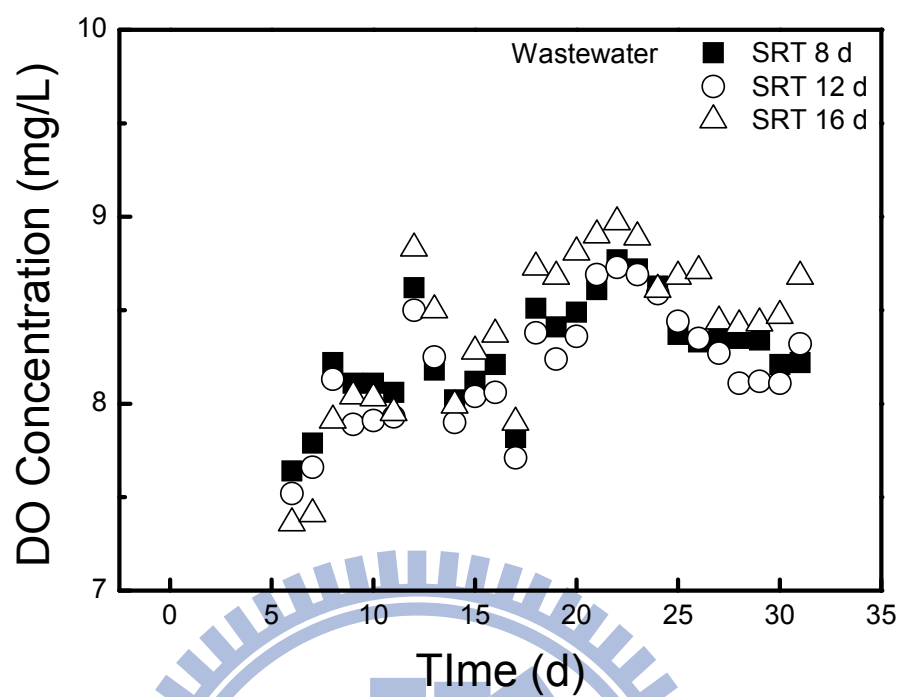 Wastewater
SRT 8 d
SRT 12 d
SRT 16 d
DO Concentration (mg/L)
10
9
8
7
0 5 10 15 20 25 30 35
TIme (d)